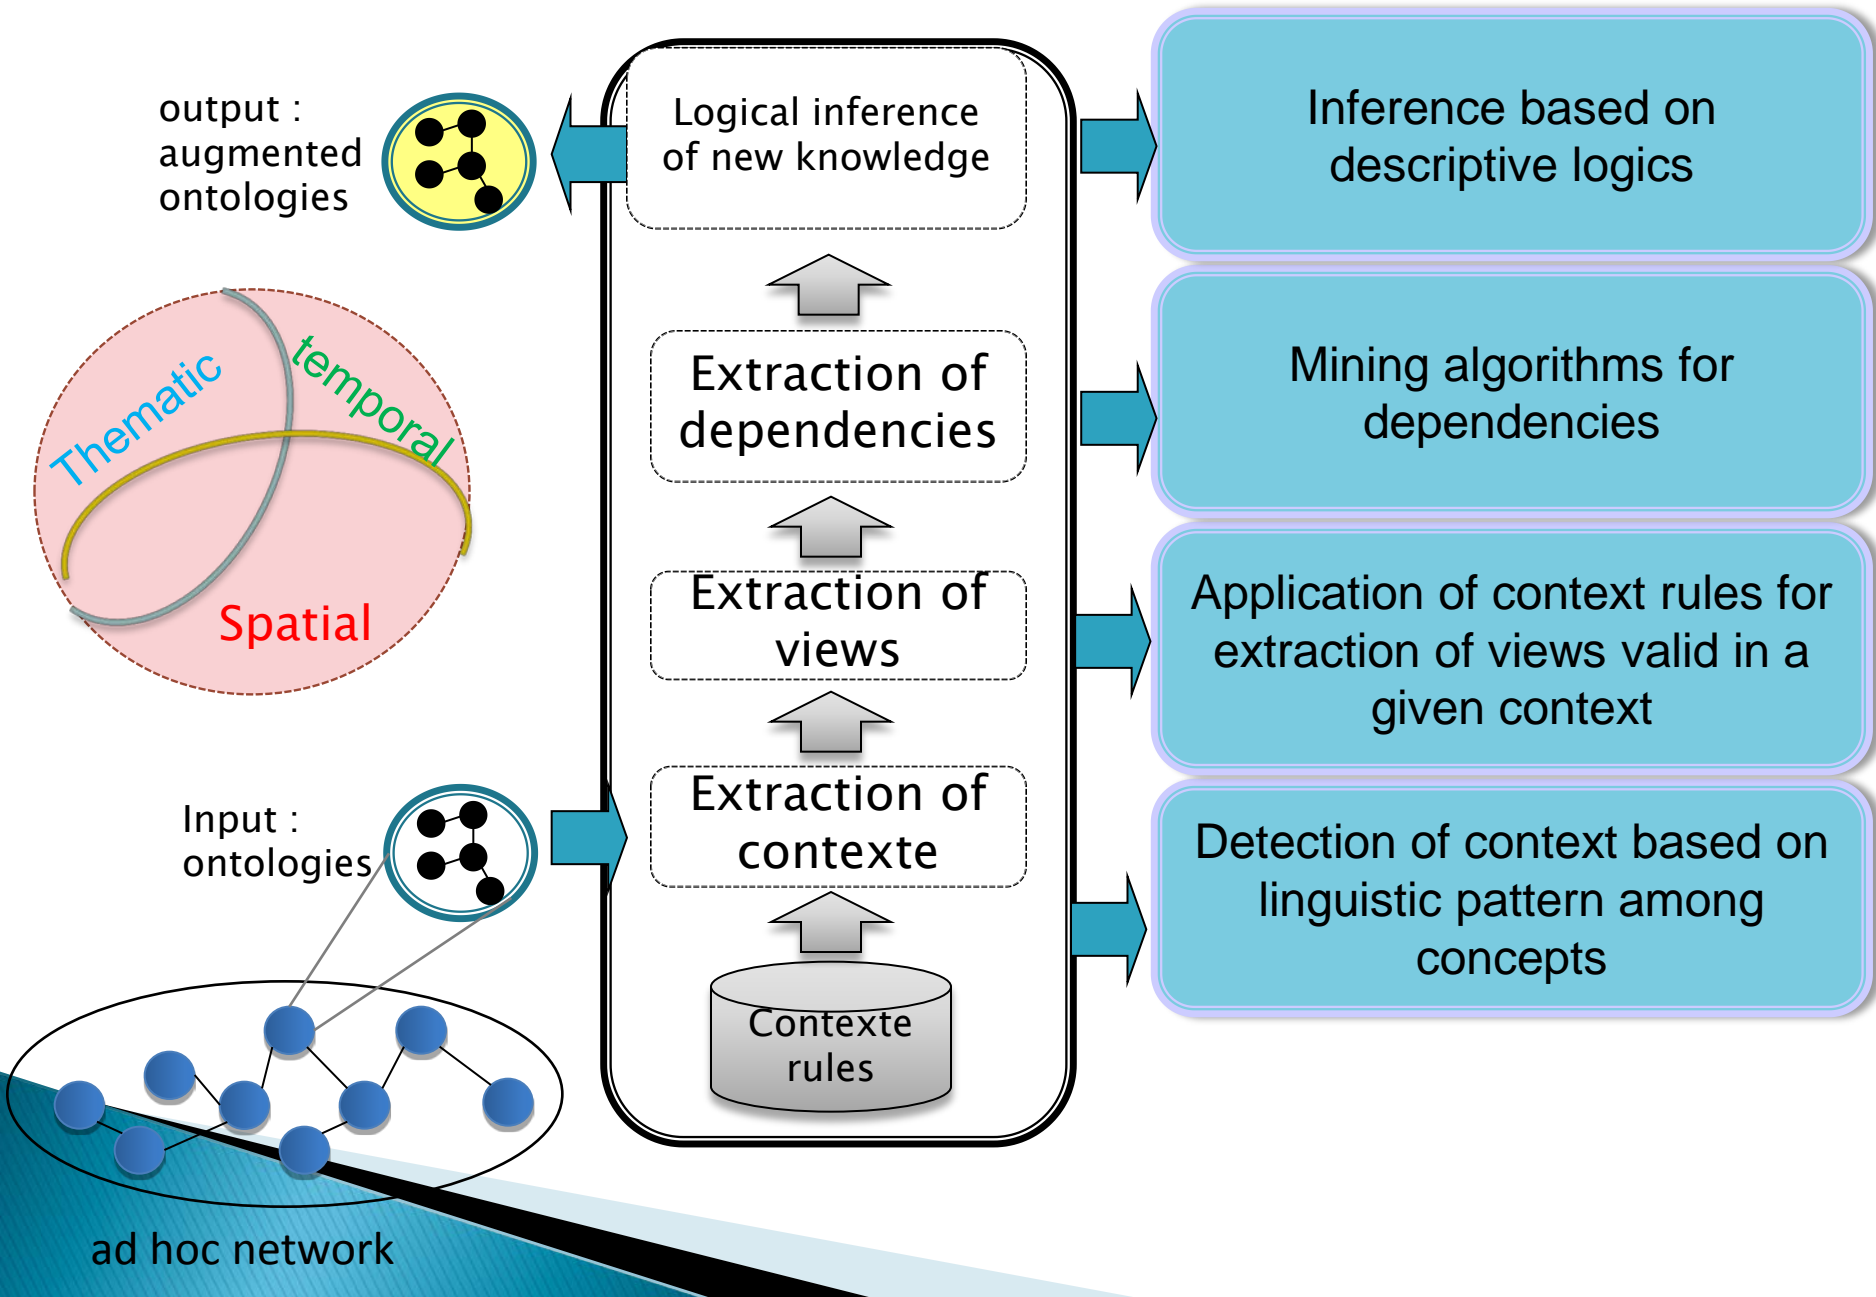 output :
augmented
ontologies
Logical inference
of new knowledge
Inference based on
descriptive logics
Thematic
temporal
Spatial
Extraction of
dependencies
Mining algorithms for
dependencies
Extraction of
views
Application of context rules for
extraction of views valid in a
given context
Input :
ontologies
Extraction of
contexte
Detection of context based on
linguistic pattern among
concepts
Contexte
rules
ad hoc network